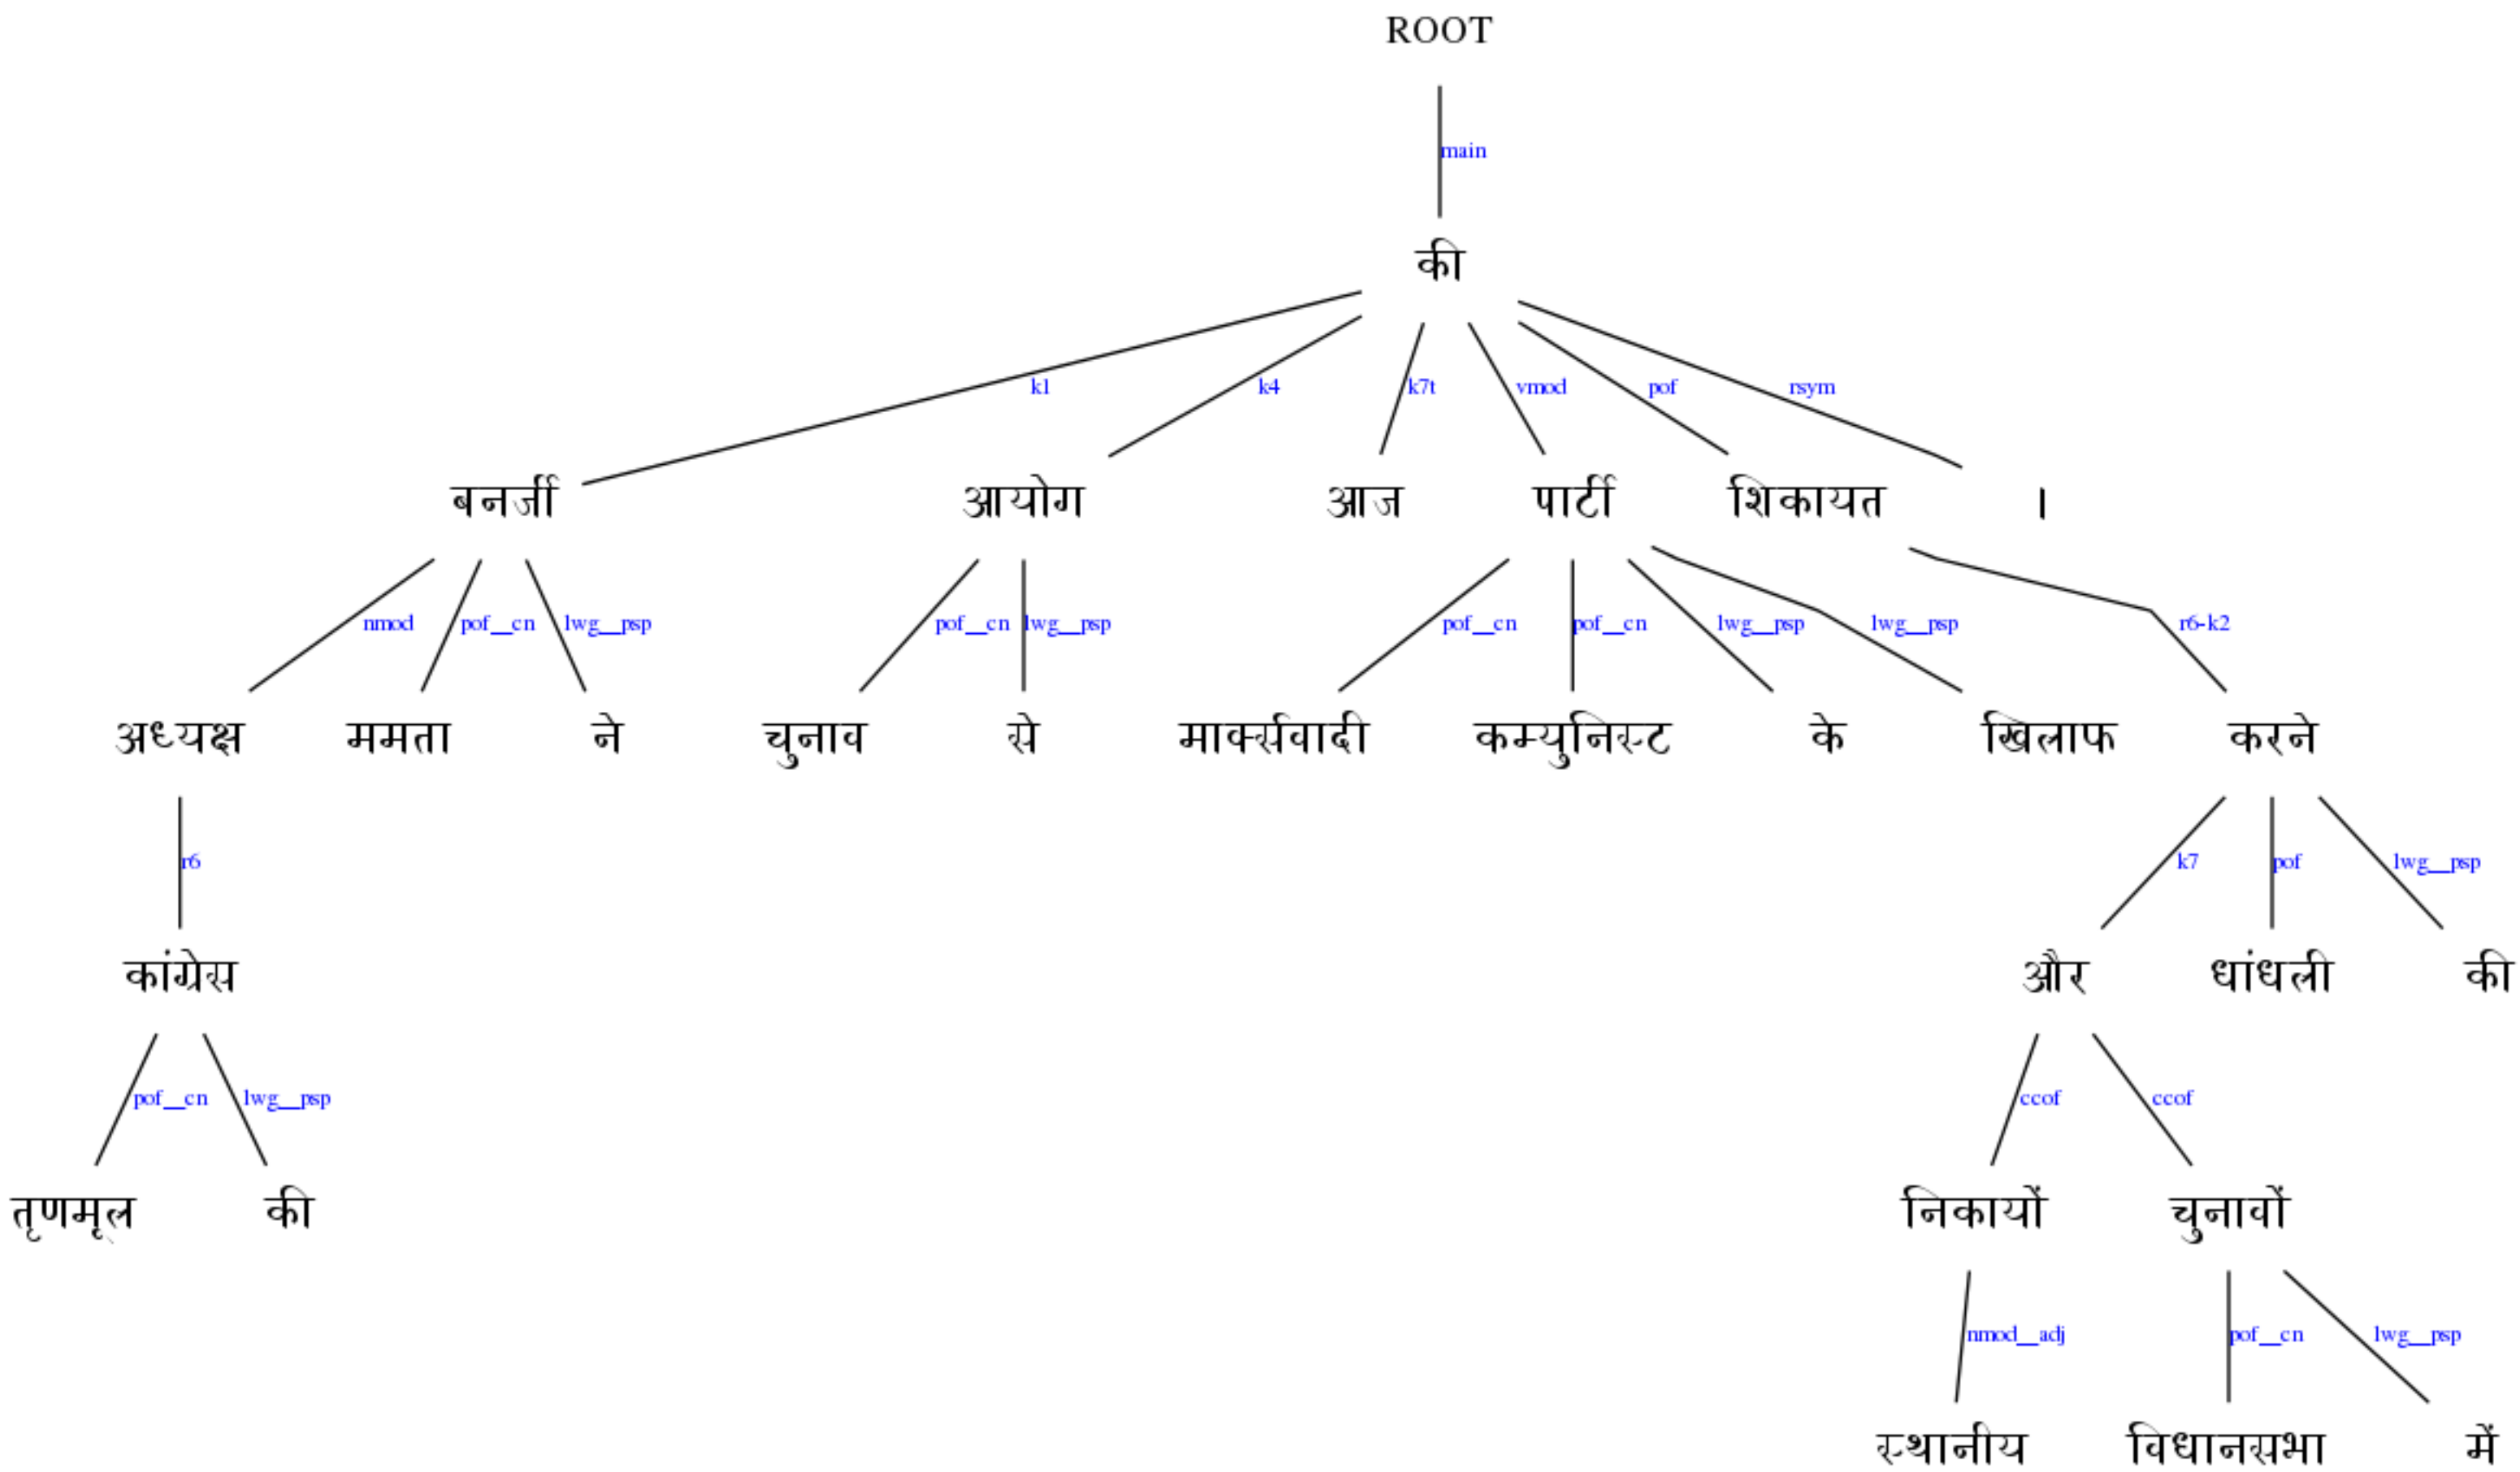 ROOT
main
की
k1 k4 k7t vmod pof rsym
बनर्जी आयोग आज पार्टी शिकायत ।
nmod pof__cn lwg__psp pof__cn lwg__psp pof__cn pof__cn lwg__psp lwg__psp r6-k2
अध्यक्ष ममता ने चुनाव से मार्क्सवादी कम्युनिस्ट के खिलाफ करने
r6 k7 pof lwg__psp
कांग्रेस और धांधली की
pof__cn lwg__psp ccof ccof
तृणमूल की निकायों चुनावों
nmod__adj pof__cn lwg__psp
स्थानीय विधानसभा में